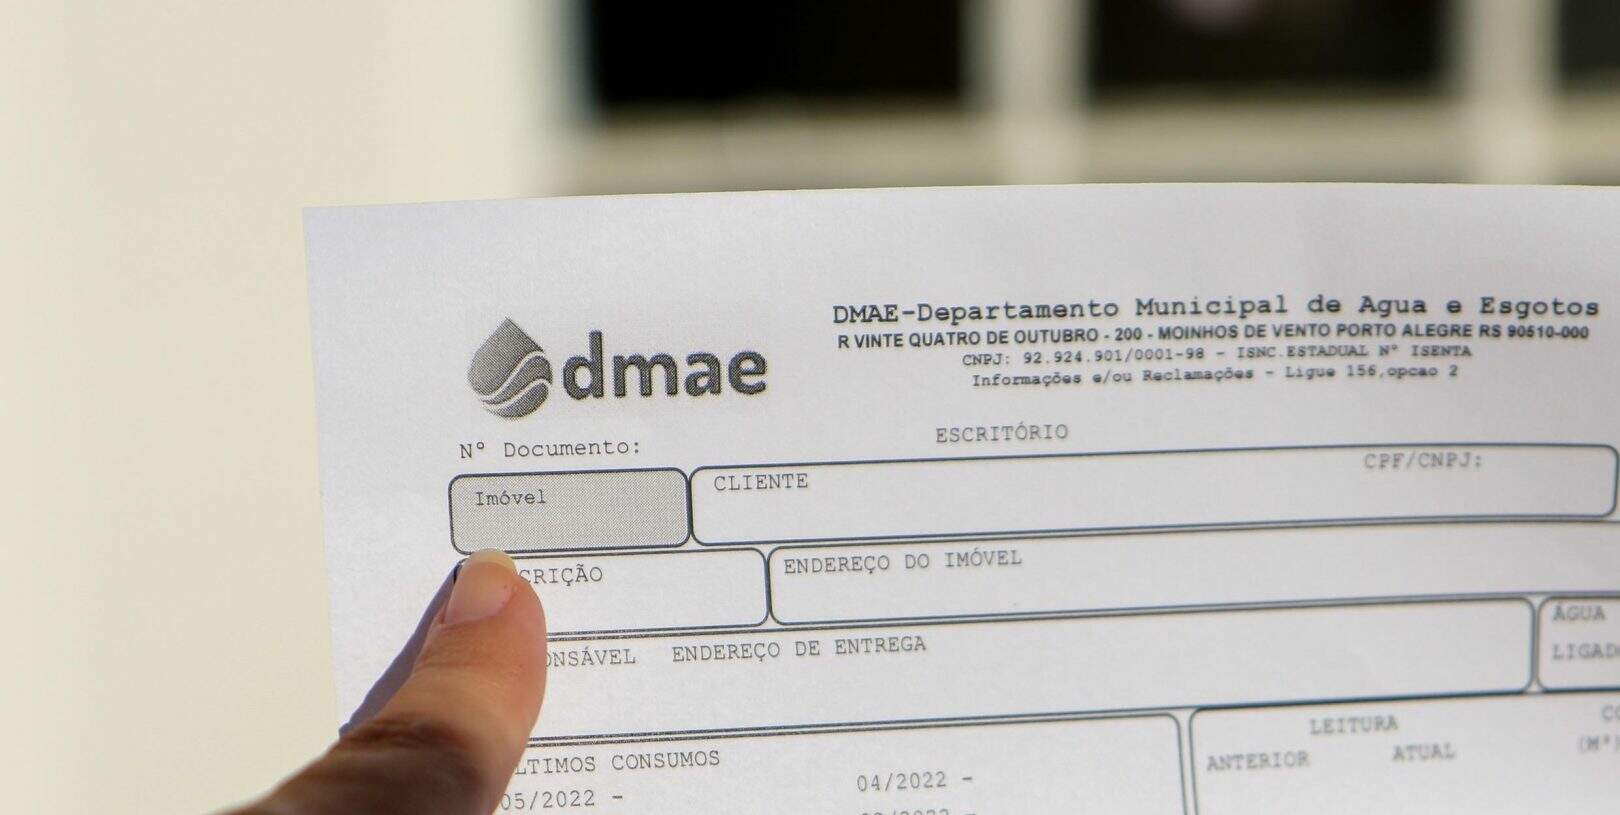 dmae
DMAE-Departamento Municipal de Agua e Esgotos
R VINTE QUATRO DE OUTUBRO - 200 - MOINHOS DE VENTO PORTO ALEGRE RS 90510-000
CNPJ: 92.924.901/0001-98 - ISNC.ESTADUAL Nº ISENTA
Informações e/ou Reclamações - Ligue 156,opcao 2
Nº Documento:
ESCRITÓRIO
Imóvel
CLIENTE
CPF/CNPJ:
CRIÇÃO
ENDEREÇO DO IMÓVEL
ONSÁVEL ENDEREÇO DE ENTREGA
ÁGUA
LIGAD
LTIMOS CONSUMOS
LEITURA
ANTERIOR ATUAL
(M³)
05/2022 -
04/2022 -